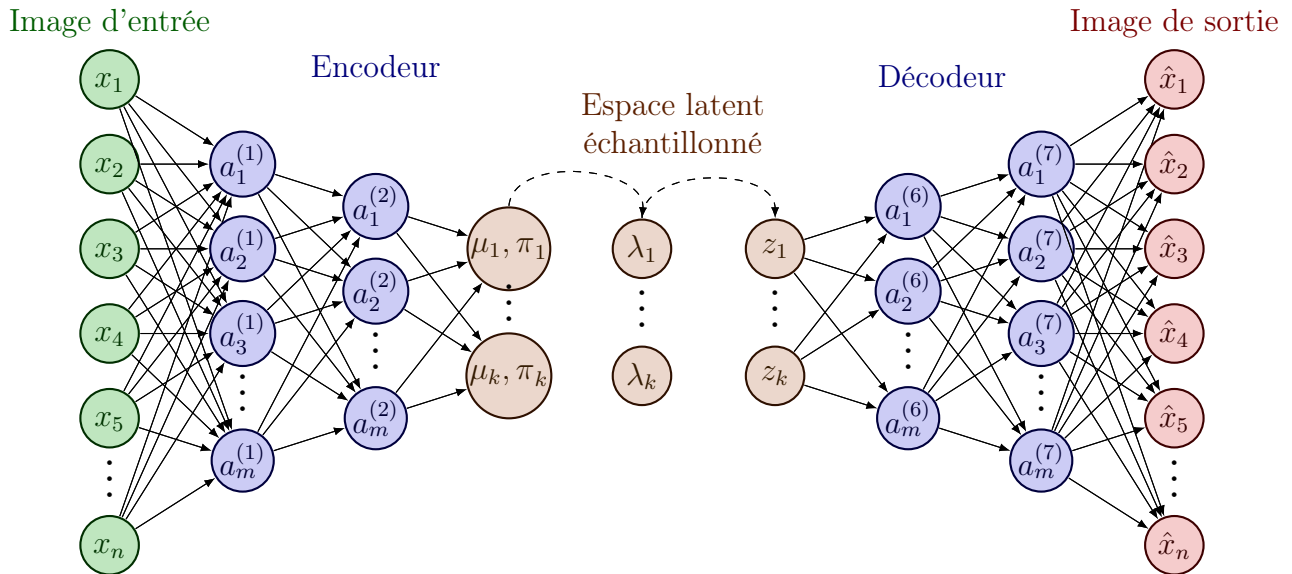 Image d'entrée
Image de sortie
Encodeur
Décodeur
Espace latent
échantillonné
x₁
x₂
x₃
x₄
x₅
xₙ
a₁⁽¹⁾
a₂⁽¹⁾
a₃⁽¹⁾
aₘ⁽¹⁾
a₁⁽²⁾
a₂⁽²⁾
aₘ⁽²⁾
μ₁, π₁
μₖ, πₖ
λ₁
λₖ
z₁
zₖ
a₁⁽⁶⁾
a₂⁽⁶⁾
aₘ⁽⁶⁾
a₁⁽⁷⁾
a₂⁽⁷⁾
a₃⁽⁷⁾
aₘ⁽⁷⁾
x̂₁
x̂₂
x̂₃
x̂₄
x̂₅
x̂ₙ